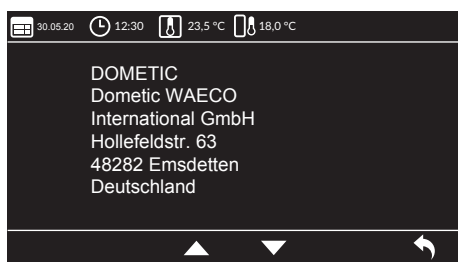 30.05.20 12:30 23,5 °C 18,0 °C
DOMETIC
Dometic WAECO
International GmbH
Hollefeldstr. 63
48282 Emsdetten
Deutschland